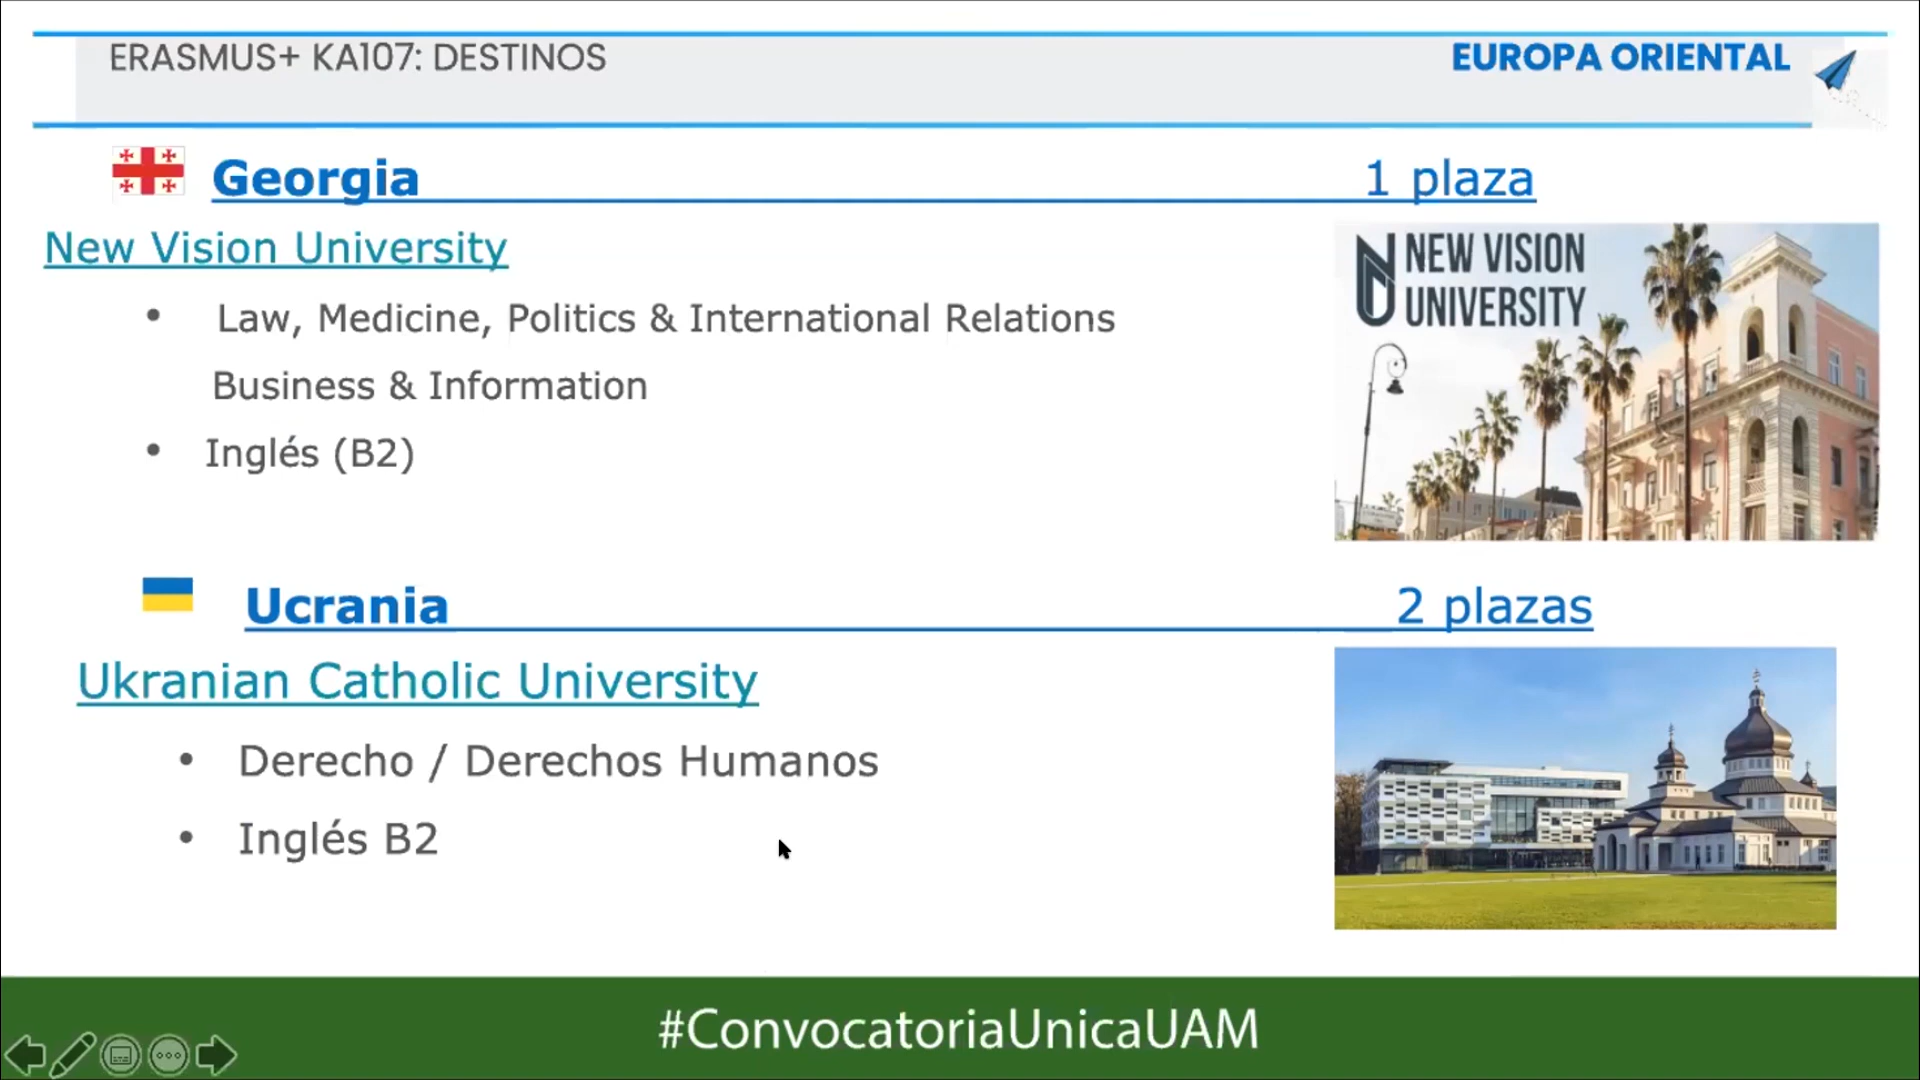 ERASMUS+ KA107: DESTINOS
EUROPA ORIENTAL
Georgia 1 plaza
New Vision University
• Law, Medicine, Politics & International Relations
Business & Information
• Inglés (B2)
NEW VISION
UNIVERSITY
Ucrania 2 plazas
Ukranian Catholic University
• Derecho / Derechos Humanos
• Inglés B2
#ConvocatoriaUnicaUAM